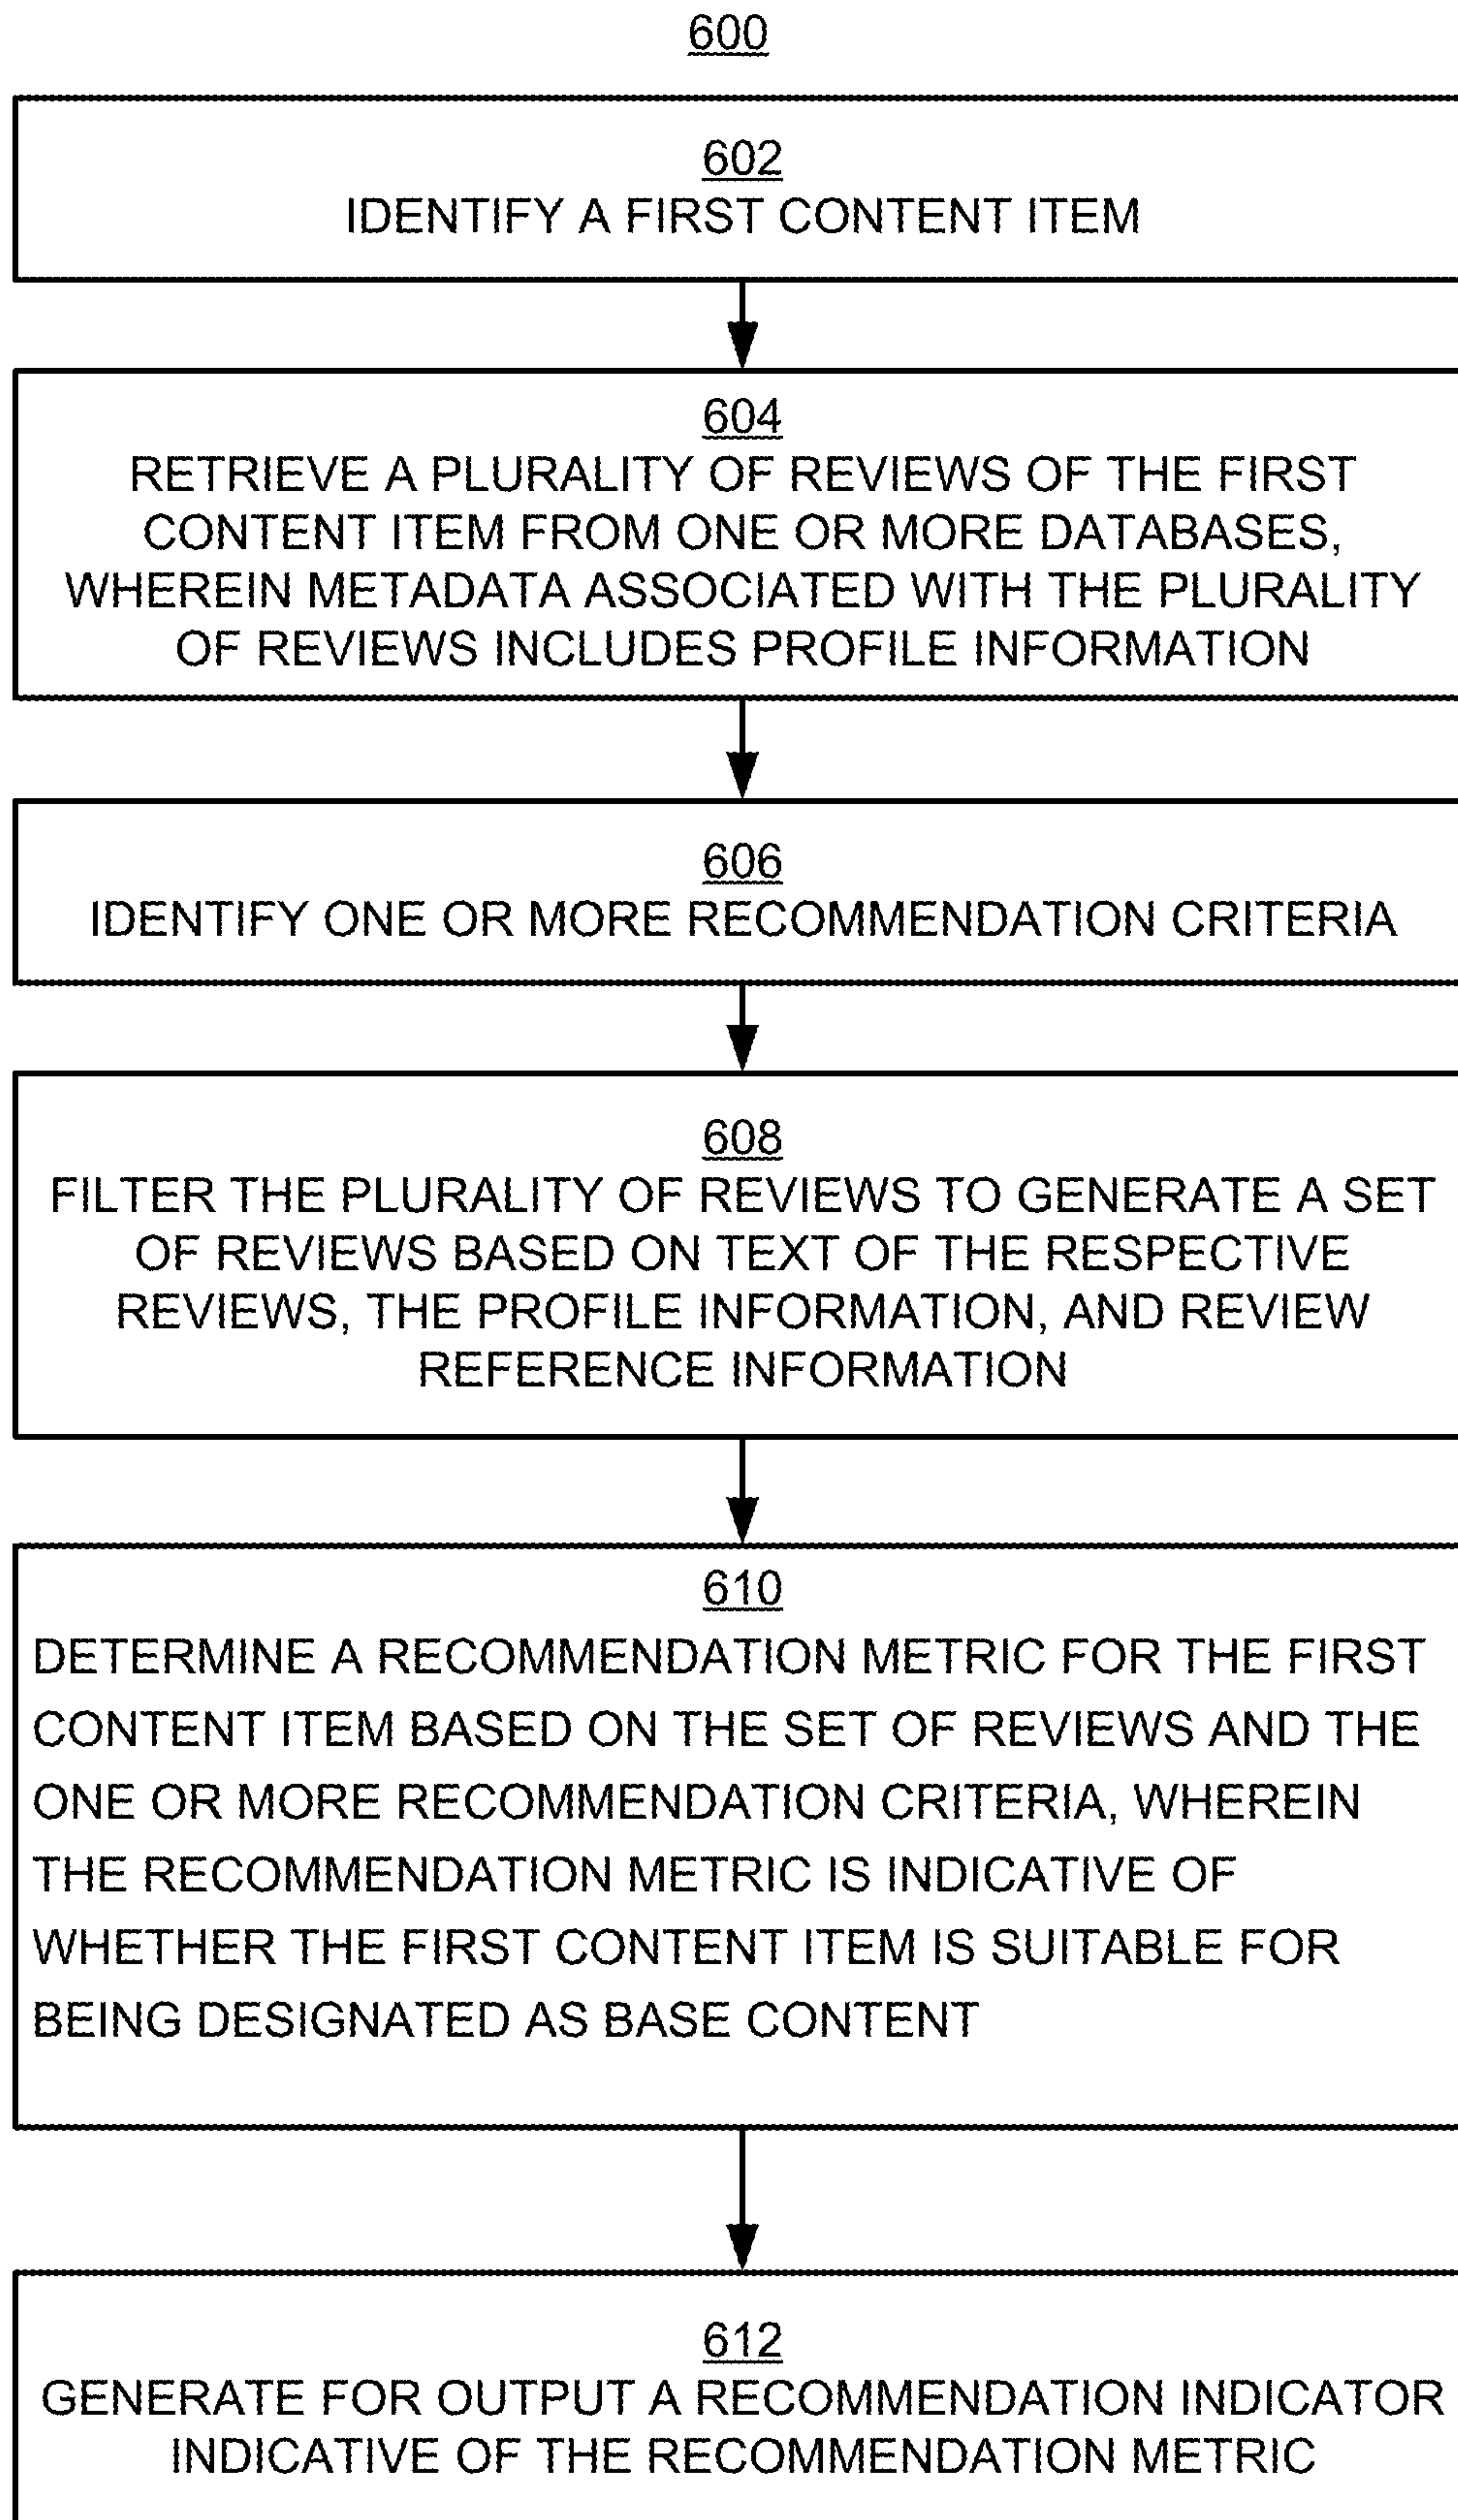 600
602
IDENTIFY A FIRST CONTENT ITEM
604
RETRIEVE A PLURALITY OF REVIEWS OF THE FIRST
CONTENT ITEM FROM ONE OR MORE DATABASES,
WHEREIN METADATA ASSOCIATED WITH THE PLURALITY
OF REVIEWS INCLUDES PROFILE INFORMATION
606
IDENTIFY ONE OR MORE RECOMMENDATION CRITERIA
608
FILTER THE PLURALITY OF REVIEWS TO GENERATE A SET
OF REVIEWS BASED ON TEXT OF THE RESPECTIVE
REVIEWS, THE PROFILE INFORMATION, AND REVIEW
REFERENCE INFORMATION
610
DETERMINE A RECOMMENDATION METRIC FOR THE FIRST
CONTENT ITEM BASED ON THE SET OF REVIEWS AND THE
ONE OR MORE RECOMMENDATION CRITERIA, WHEREIN
THE RECOMMENDATION METRIC IS INDICATIVE OF
WHETHER THE FIRST CONTENT ITEM IS SUITABLE FOR
BEING DESIGNATED AS BASE CONTENT
612
GENERATE FOR OUTPUT A RECOMMENDATION INDICATOR
INDICATIVE OF THE RECOMMENDATION METRIC